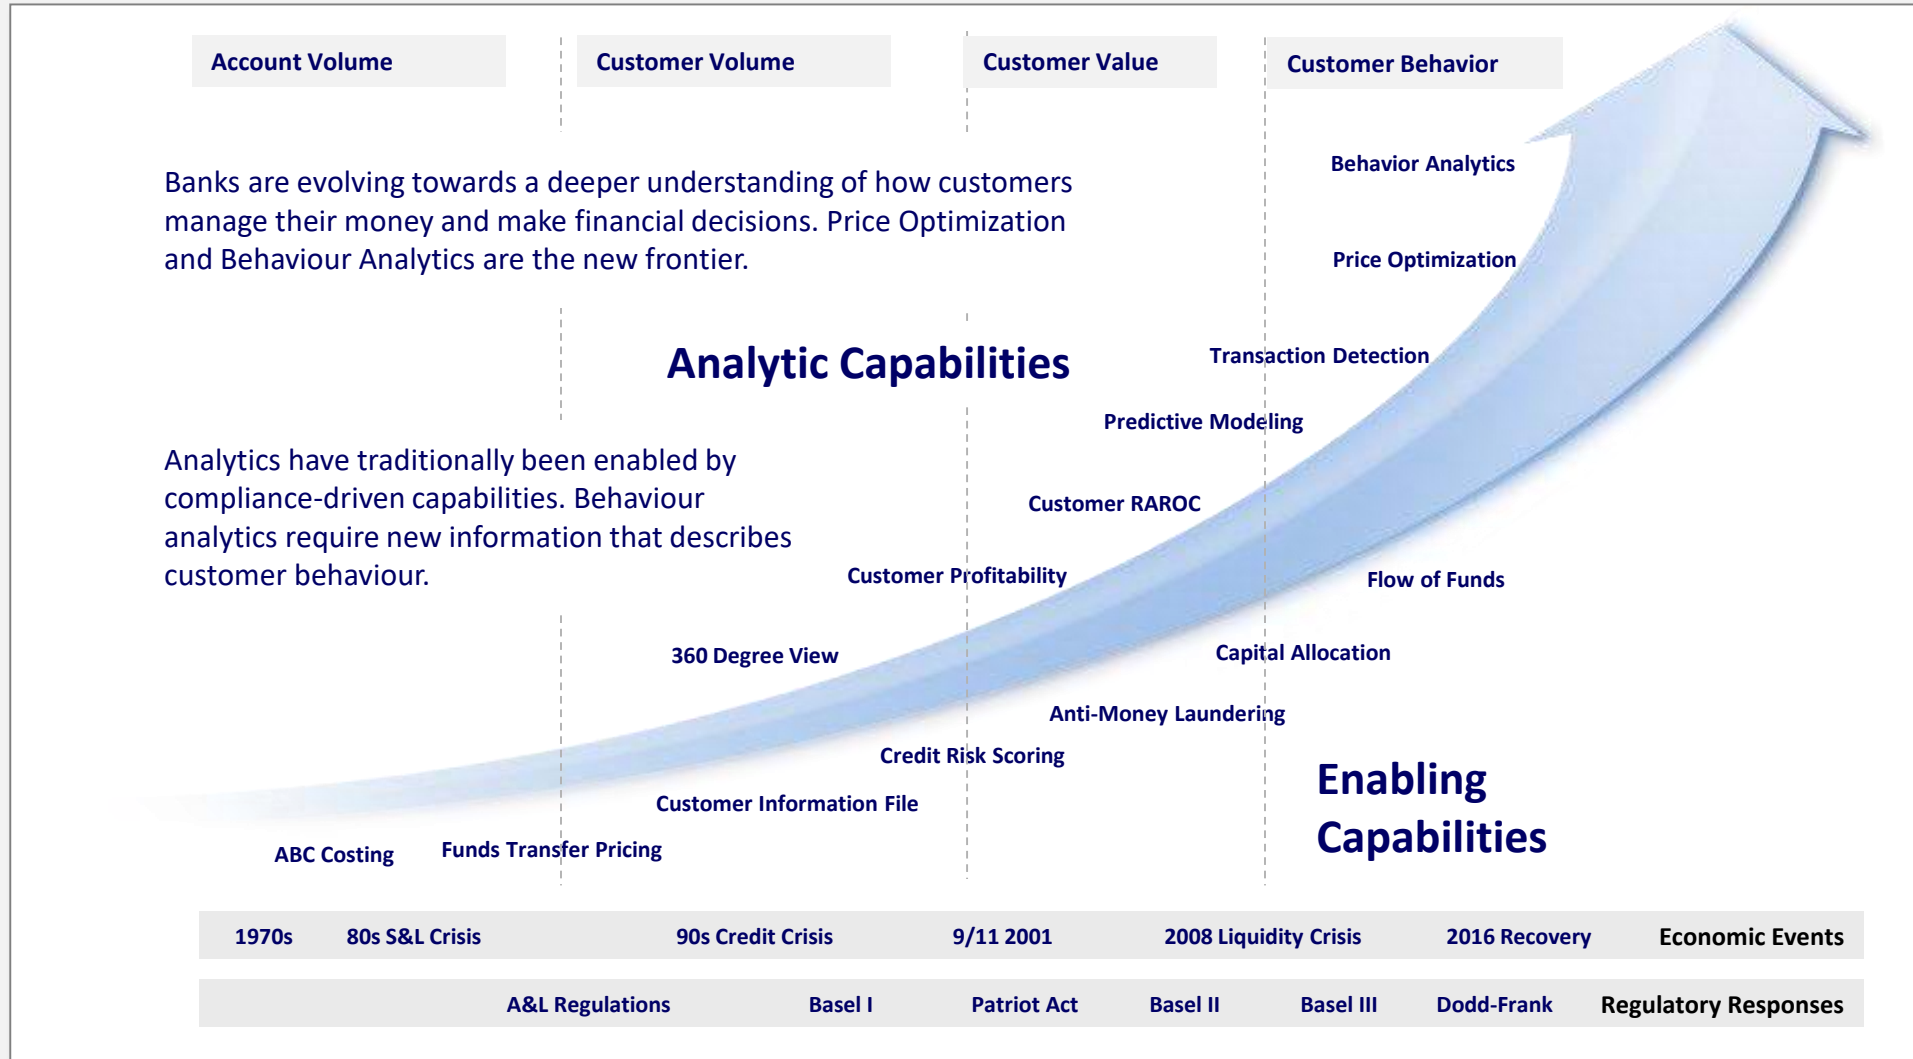 Account Volume
Customer Volume
Customer Value
Customer Behavior
Banks are evolving towards a deeper understanding of how customers
manage their money and make financial decisions. Price Optimization
and Behaviour Analytics are the new frontier.
Behavior Analytics
Price Optimization
Analytic Capabilities
Transaction Detection
Predictive Modeling
Analytics have traditionally been enabled by
compliance-driven capabilities. Behaviour
analytics require new information that describes
customer behaviour.
Customer RAROC
Customer Profitability
360 Degree View
Flow of Funds
Capital Allocation
Anti-Money Laundering
Credit Risk Scoring
Customer Information File
Funds Transfer Pricing
ABC Costing
Enabling
Capabilities
1970s
80s S&L Crisis
90s Credit Crisis
9/11 2001
2008 Liquidity Crisis
2016 Recovery
Economic Events
A&L Regulations
Basel I
Patriot Act
Basel II
Basel III
Dodd-Frank
Regulatory Responses